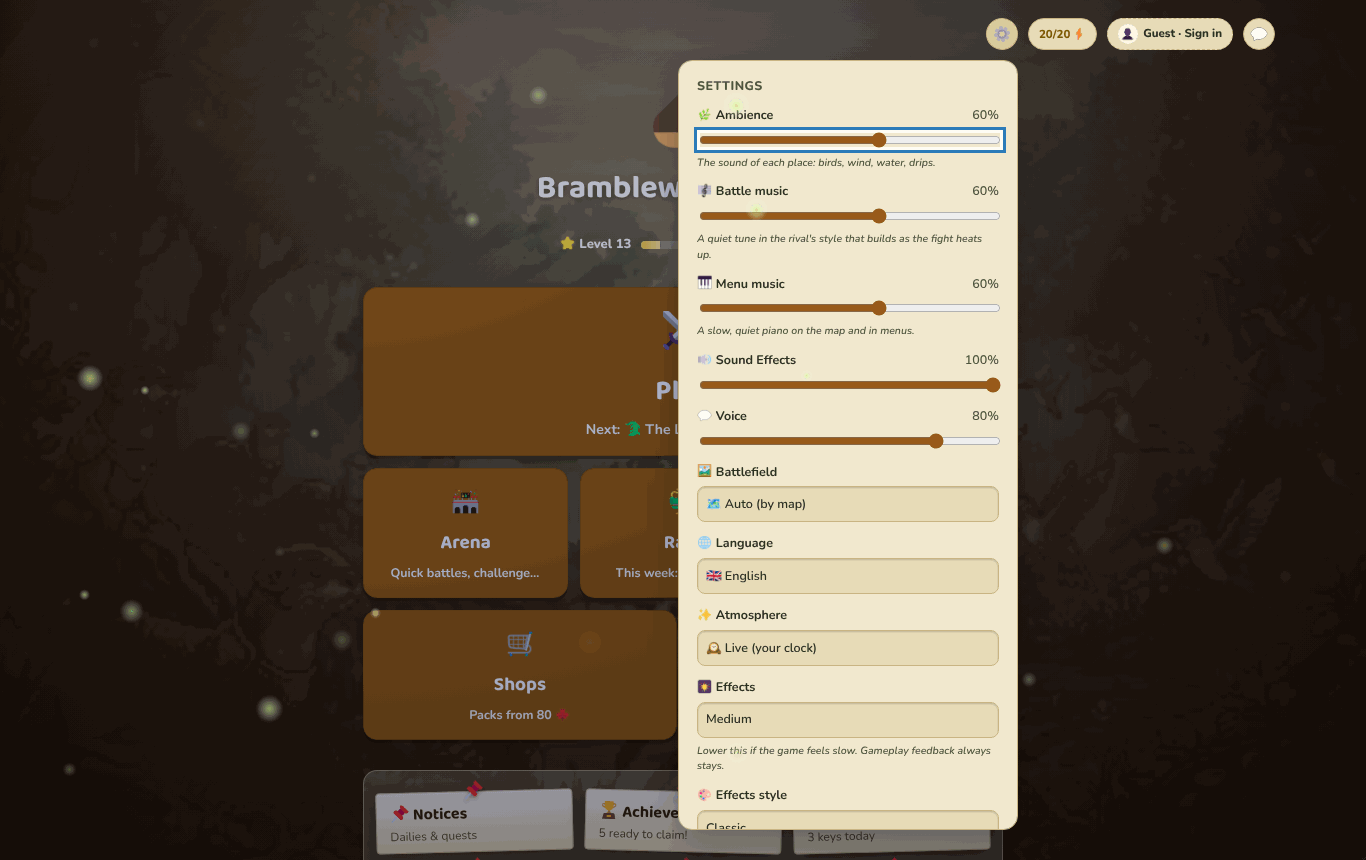 20/20
Guest · Sign in
SETTINGS
Ambience 60%
The sound of each place: birds, wind, water, drips.
Battle music 60%
A quiet tune in the rival's style that builds as the fight heats
up.
Menu music 60%
A slow, quiet piano on the map and in menus.
Sound Effects 100%
Voice 80%
Battlefield
Auto (by map)
Language
English
Atmosphere
Live (your clock)
Effects
Medium
Lower this if the game feels slow. Gameplay feedback always
stays.
Effects style
Classic
Level 13
Next: The
Arena
Quick battles, challenge...
This week:
Shops
Packs from 80
Notices
Dailies & quests
5 ready to claim!
3 keys today